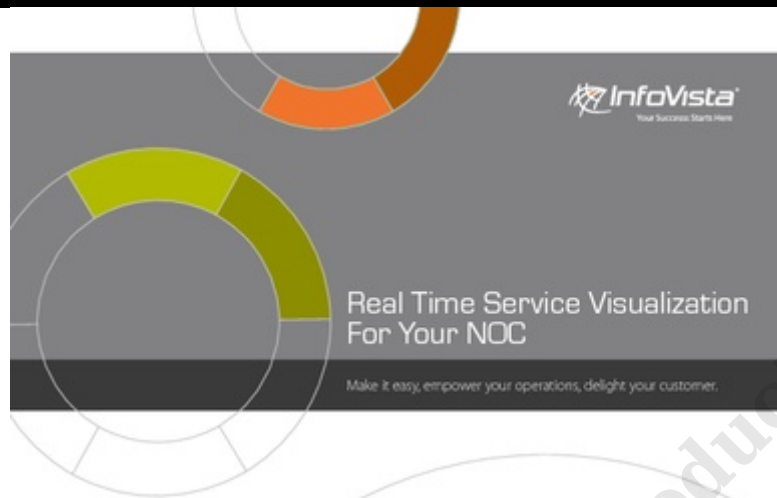 InfoVista®
Your Success Starts Here
Real Time Service Visualization
For Your NOC
Make it easy, empower your operations, delight your customer.